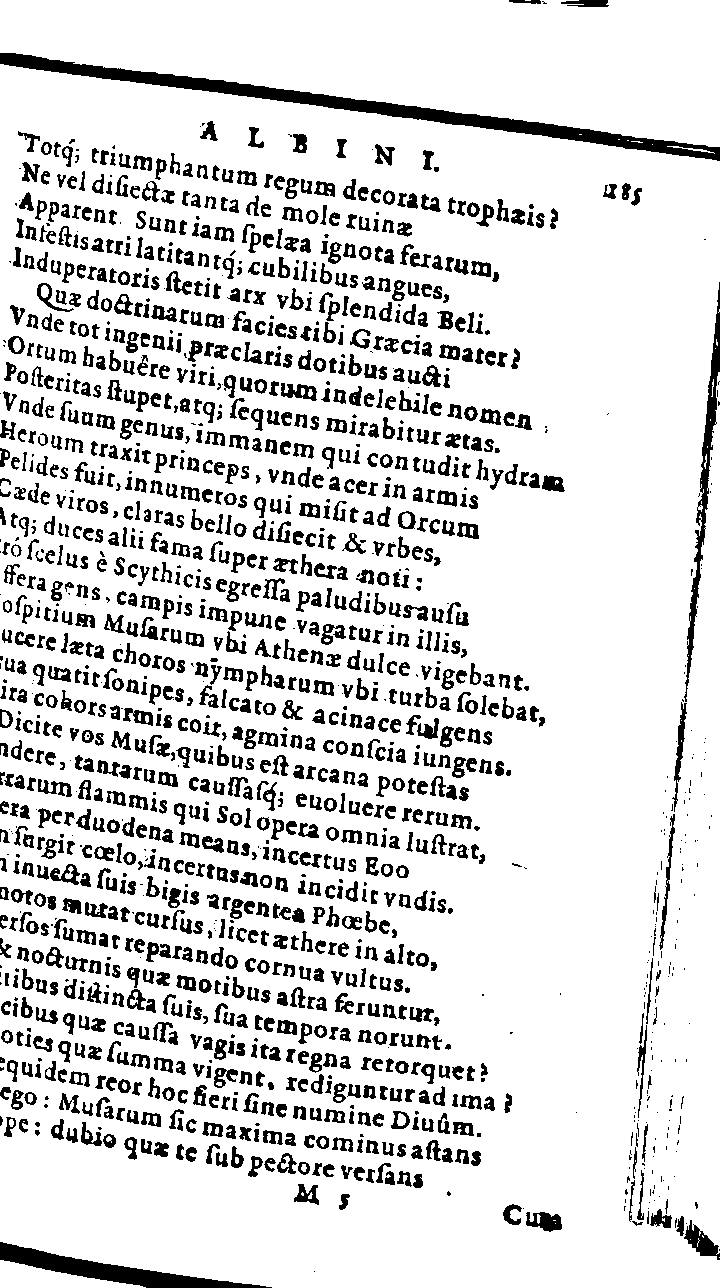 ALBINI.
185
Totq́; triumphantum regum decorata trophæis?
Ne vel disiectæ tanta de mole ruinæ
Apparent. Sunt iam spelæa ignota ferarum,
Infestis atri latitantq́; cubilibus angues,
Induperatoris stetit arx vbi splendida Beli.
Quæ doctrinarum facies tibi Græcia mater?
Vnde tot ingenii præclaris dotibus aucti
Ortum habuêre viri, quorum indelebile nomen
Posteritas stupet, atq; sequens mirabitur ætas.
Vnde suum genus, immanem qui contudit hydram
Heroum traxit princeps, vnde acer in armis
Pelides fuit, innumeros qui misit ad Orcum
Cæde viros, claras bello disiecit & vrbes,
Atq; duces alii fama super æthera noti:
scelus è Scythicis egressa paludibus ausu
ffera gens, campis impune vagatur in illis,
ospitium Musarum vbi Athenæ dulce vigebant.
ucere læta choros nympharum vbi turba solebat,
ua quatit sonipes, falcato & acinace fulgens
ira cohors armis coit, agmina conscia iungens.
Dicite vos Musæ, quibus est arcana potestas
ndere, tantarum caussasq́; euoluere rerum.
rrarum flammis qui Sol opera omnia lustrat,
era per duodena means, incertus Eoo
n surgit cœlo, incertus non incidit vndis.
n inuecta suis bigis argentea Phœbe,
notos mutat cursus, licet æthere in alto,
ersos sumat reparando cornua vultus.
& nocturnis quæ motibus astra feruntur,
itibus distincta suis, sua tempora norunt.
cibus quæ caussa vagis ita regna retorquet?
oties quæ summa vigent, rediguntur ad ima?
equidem reor hoc fieri sine numine Diuûm.
ego: Musarum sic maxima cominus astans
ope: dubio quæ te sub pectore versans
M 5
Cum